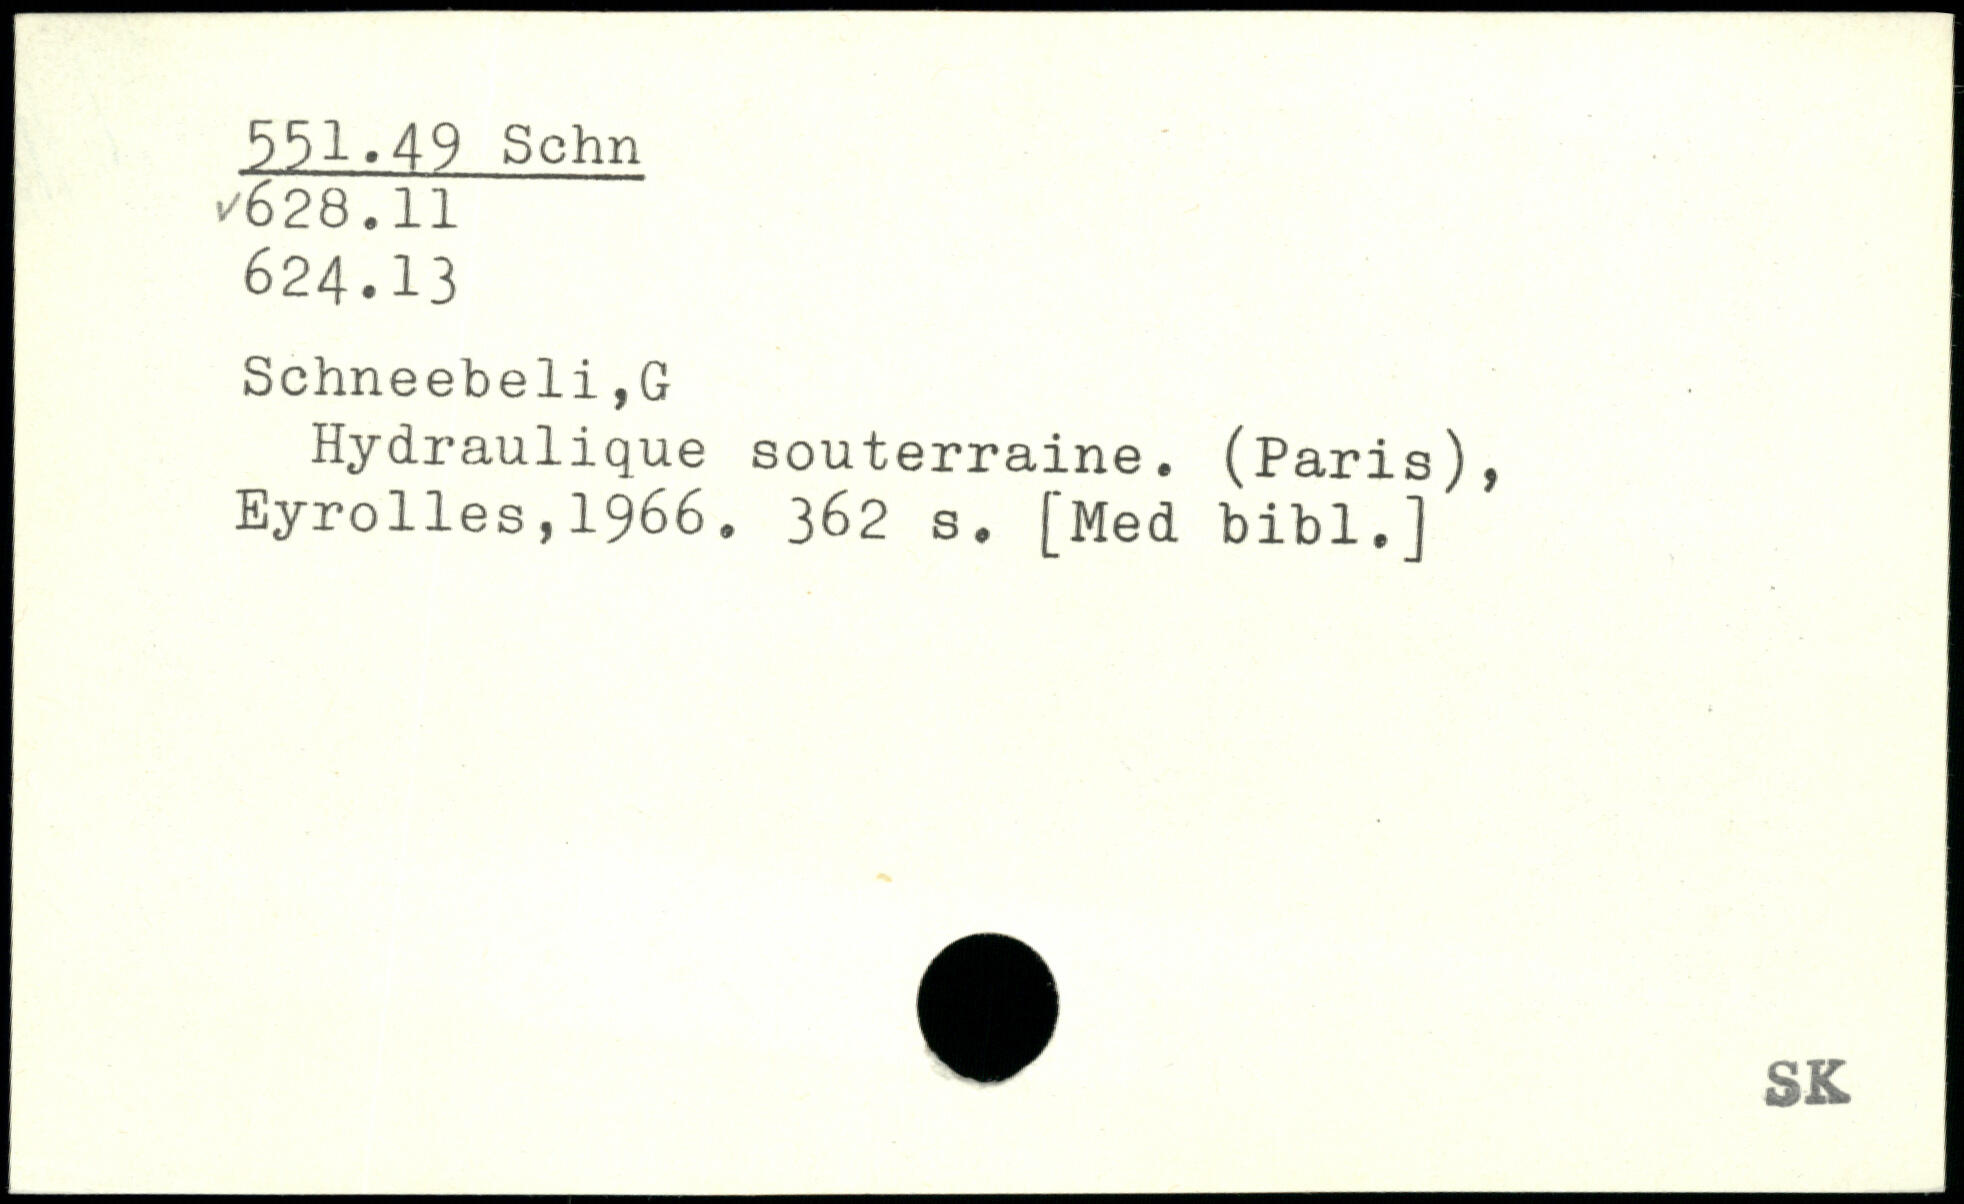 551.49 Schn
✓628.11
624.13
Schneebeli,G
Hydraulique souterraine. (Paris),
Eyrolles,1966. 362 s. [Med bibl.]
SK